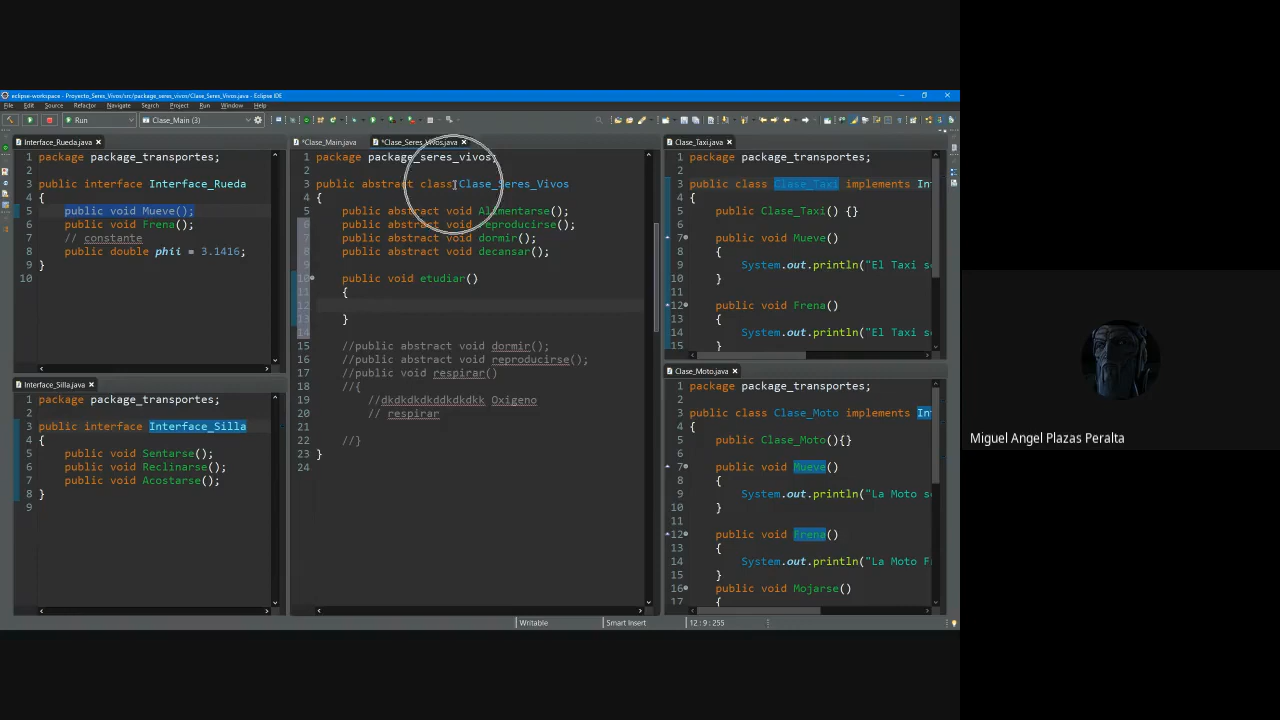 eclipse-workspace - Proyecto_Seres_Vivos/src/package_seres_vivos/Clase_Seres_Vivos.java - Eclipse IDE
File Edit Source Refactor Navigate Search Project Run Window Help
Run Clase_Main (3)
Interface_Rueda.java
1 package package_transportes;
2
3 public interface Interface_Rueda
4 {
5 public void Mueve();
6 public void Frena();
7 // constante
8 public double phii = 3.1416;
9 }
10
Interface_Silla.java
1 package package_transportes;
2
3 public interface Interface_Silla
4 {
5 public void Sentarse();
6 public void Reclinarse();
7 public void Acostarse();
8 }
9
*Clase_Main.java *Clase_Seres_Vivos.java
1 package package_seres_vivos;
2
3 public abstract class Clase_Seres_Vivos
4 {
5 public abstract void Alimentarse();
6 public abstract void reproducirse();
7 public abstract void dormir();
8 public abstract void decansar();
9
10 public void etudiar()
11 {
12
13 }
14
15 //public abstract void dormir();
16 //public abstract void reproducirse();
17 //public void respirar()
18 //{
19 //dkdkdkdkddkdkdkk Oxigeno
20 // respirar
21
22 //}
23 }
24
Clase_Taxi.java
1 package package_transportes;
2
3 public class Clase_Taxi implements Int
4 {
5 public Clase_Taxi() {}
6
7 public void Mueve()
8 {
9 System.out.println("El Taxi se
10 }
11
12 public void Frena()
13 {
14 System.out.println("El Taxi se
15 }
Clase_Moto.java
1 package package_transportes;
2
3 public class Clase_Moto implements Int
4 {
5 public Clase_Moto(){}
6
7 public void Mueve()
8 {
9 System.out.println("La Moto se
10 }
11
12 public void Frena()
13 {
14 System.out.println("La Moto F
15 }
16 public void Mojarse()
17 {
Writable Smart Insert 12:9:255
Miguel Angel Plazas Peralta